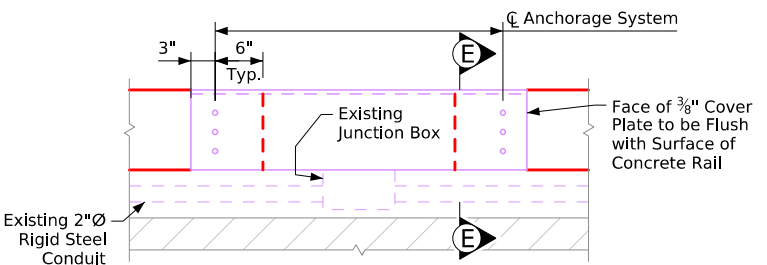 ℄ Anchorage System
3" 6"
Typ.
E
Existing
Junction Box
Face of ⅜" Cover
Plate to be Flush
with Surface of
Concrete Rail
Existing 2"Ø
Rigid Steel
Conduit
E